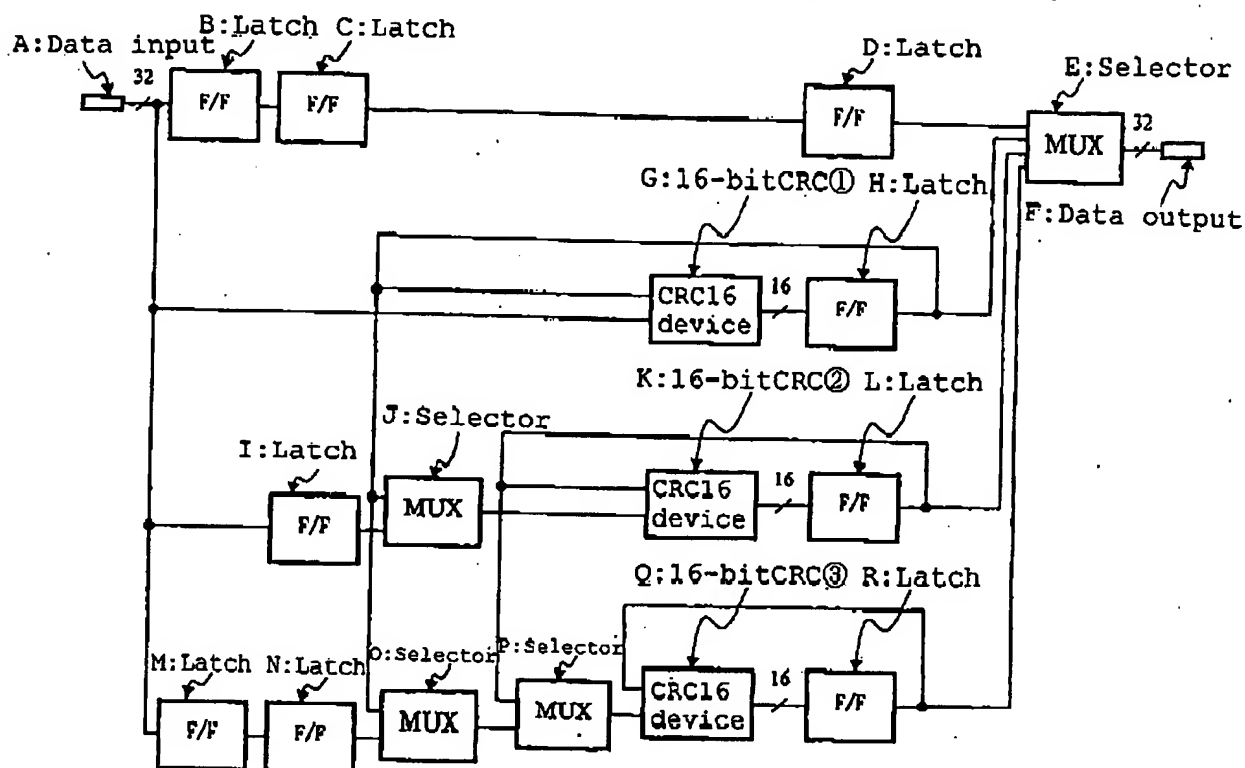 B:Latch C:Latch
A:Data input
32
F/F
F/F
D:Latch
F/F
E:Selector
MUX
32
F:Data output
G:16-bitCRC① H:Latch
CRC16
device
16
F/F
K:16-bitCRC② L:Latch
J:Selector
I:Latch
F/F
MUX
CRC16
device
16
F/F
Q:16-bitCRC③ R:Latch
M:Latch N:Latch
O:Selector
P:Selector
F/F
F/F
MUX
MUX
CRC16
device
16
F/F